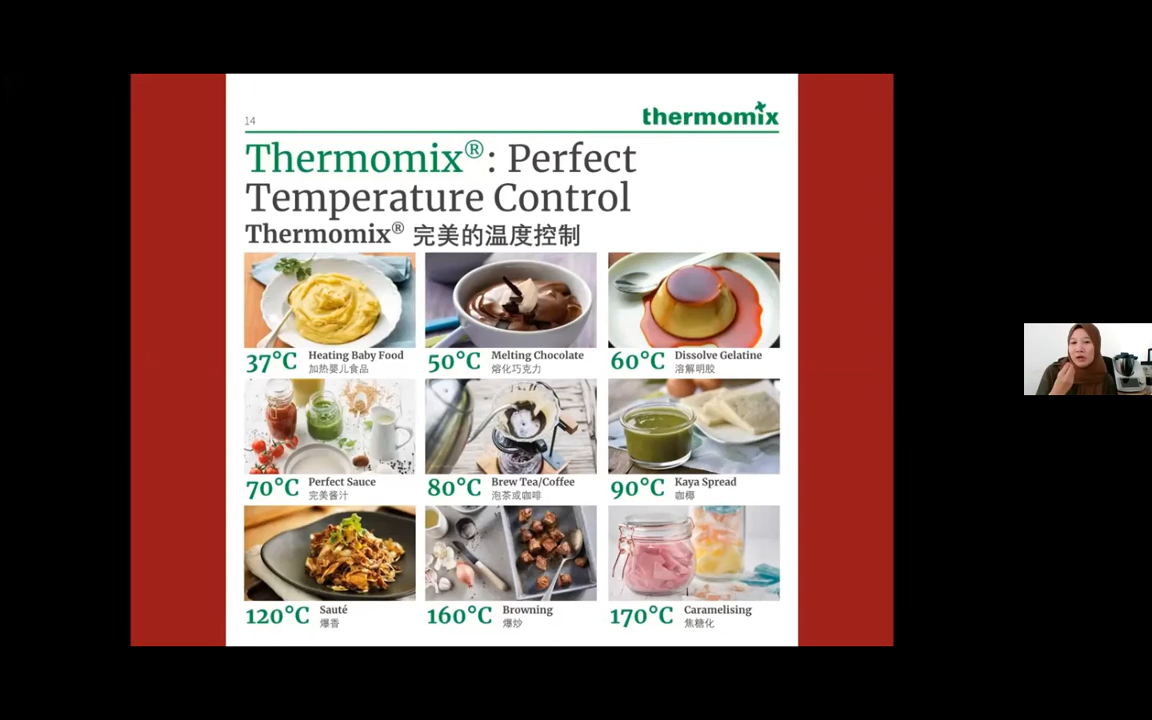 14
thermomix
Thermomix®: Perfect
Temperature Control
Thermomix® 完美的温度控制
37°C Heating Baby Food
加热婴儿食品
50°C Melting Chocolate
熔化巧克力
60°C Dissolve Gelatine
溶解明胶
70°C Perfect Sauce
完美酱汁
80°C Brew Tea/Coffee
泡茶或咖啡
90°C Kaya Spread
咖椰
120°C Sauté
爆香
160°C Browning
爆炒
170°C Caramelising
焦糖化